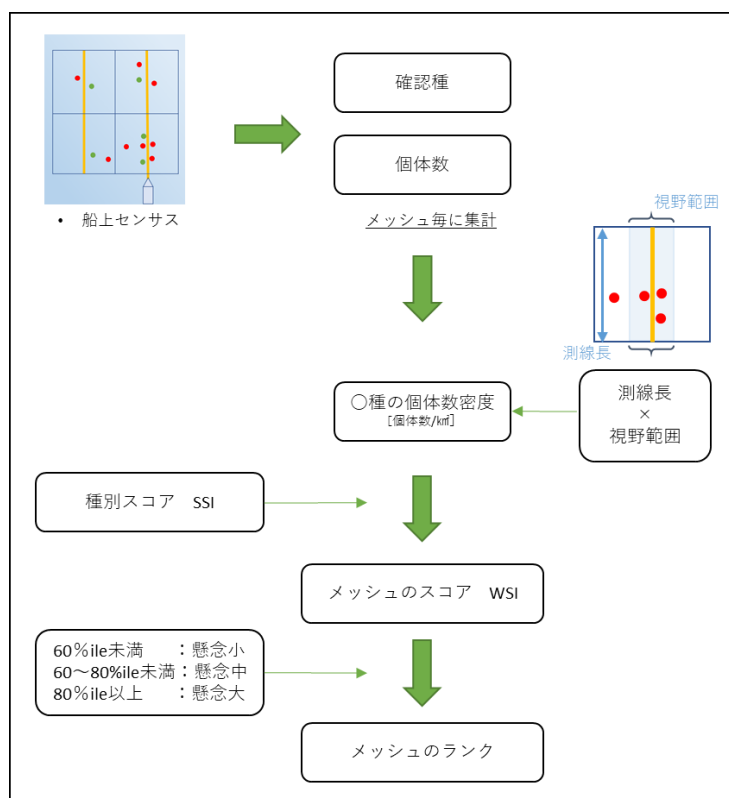 確認種
個体数
• 船上センサス
メッシュ毎に集計
視野範囲
測線長
〇種の個体数密度
[個体数/㎢]
測線長
×
視野範囲
種別スコア SSI
メッシュのスコア WSI
60%ile未満 :懸念小
60~80%ile未満:懸念中
80%ile以上 :懸念大
メッシュのランク